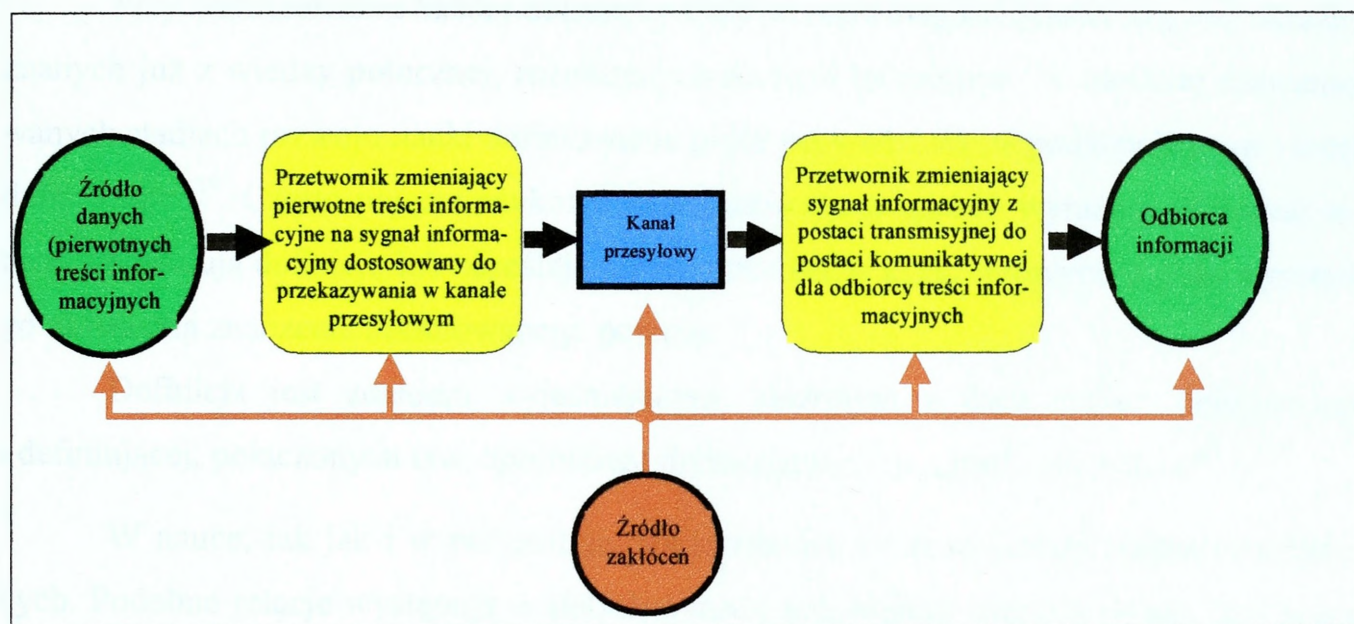 Źródło
danych
(pierwotnych
treści infor-
macyjnych
Przetwornik zmieniający
pierwotne treści informa-
cyjne na sygnał informa-
cyjny dostosowany do
przekazywania w kanale
przesyłowym
Kanał
przesyłowy
Przetwornik zmieniający
sygnał informacyjny z
postaci transmisyjnej do
postaci komunikatywnej
dla odbiorcy treści infor-
macyjnych
Odbiorca
informacji
Źródło
zakłóceń